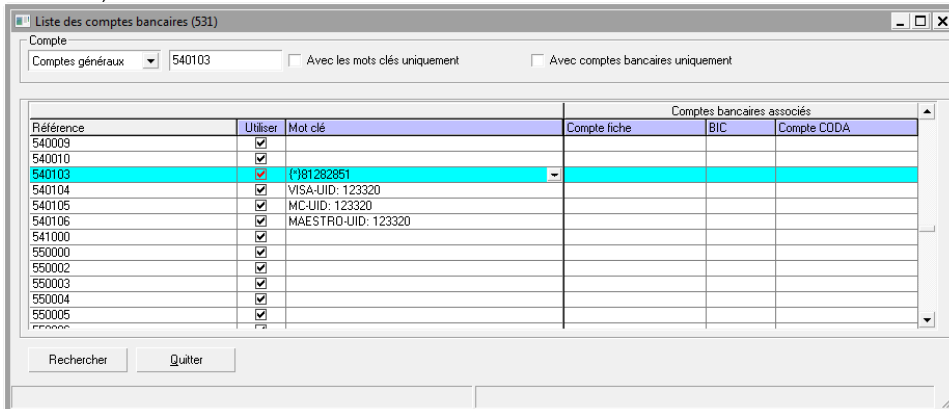 Liste des comptes bancaires (531)
Compte
Comptes généraux 540103 Avec les mots clés uniquement Avec comptes bancaires uniquement
Comptes bancaires associés
Référence Utiliser Mot clé Compte fiche BIC Compte CODA
540009
540010
540103 {*}81282851
540104 VISA-UID: 123320
540105 MC-UID: 123320
540106 MAESTRO-UID: 123320
541000
550000
550002
550003
550004
550005
Rechercher Quitter